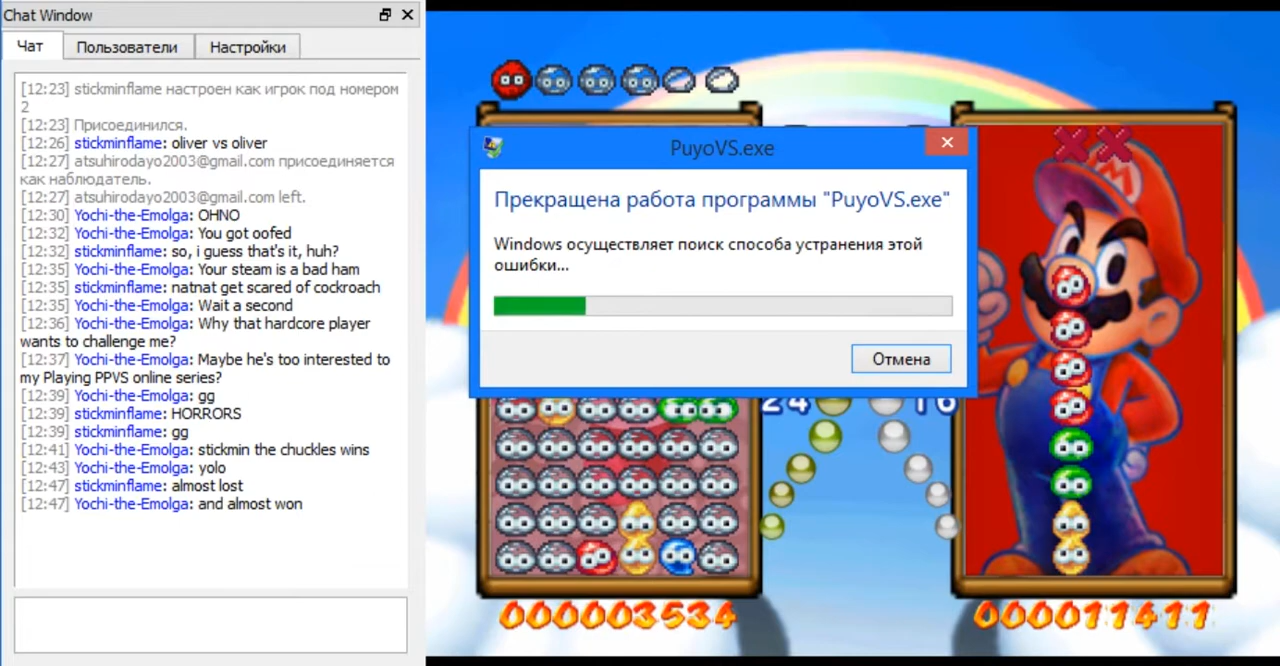 Chat Window
Чат
Пользователи
Настройки
[12:23] stickminflame настроен как игрок под номером
2
[12:23] Присоединился.
[12:26] stickminflame: oliver vs oliver
[12:27] atsuhirodayo2003@gmail.com присоединяется
как наблюдатель.
[12:27] atsuhirodayo2003@gmail.com left.
[12:30] Yochi-the-Emolga: OHNO
[12:32] Yochi-the-Emolga: You got oofed
[12:32] stickminflame: so, i guess that's it, huh?
[12:35] Yochi-the-Emolga: Your steam is a bad ham
[12:35] stickminflame: natnat get scared of cockroach
[12:35] Yochi-the-Emolga: Wait a second
[12:36] Yochi-the-Emolga: Why that hardcore player
wants to challenge me?
[12:37] Yochi-the-Emolga: Maybe he's too interested to
my Playing PPVS online series?
[12:39] Yochi-the-Emolga: gg
[12:39] stickminflame: HORRORS
[12:39] stickminflame: gg
[12:41] Yochi-the-Emolga: stickmin the chuckles wins
[12:43] Yochi-the-Emolga: yolo
[12:47] stickminflame: almost lost
[12:47] Yochi-the-Emolga: and almost won
PuyoVS.exe
Прекращена работа программы "PuyoVS.exe"
Windows осуществляет поиск способа устранения этой
ошибки...
Отмена
M
24
16
000003534
000011411